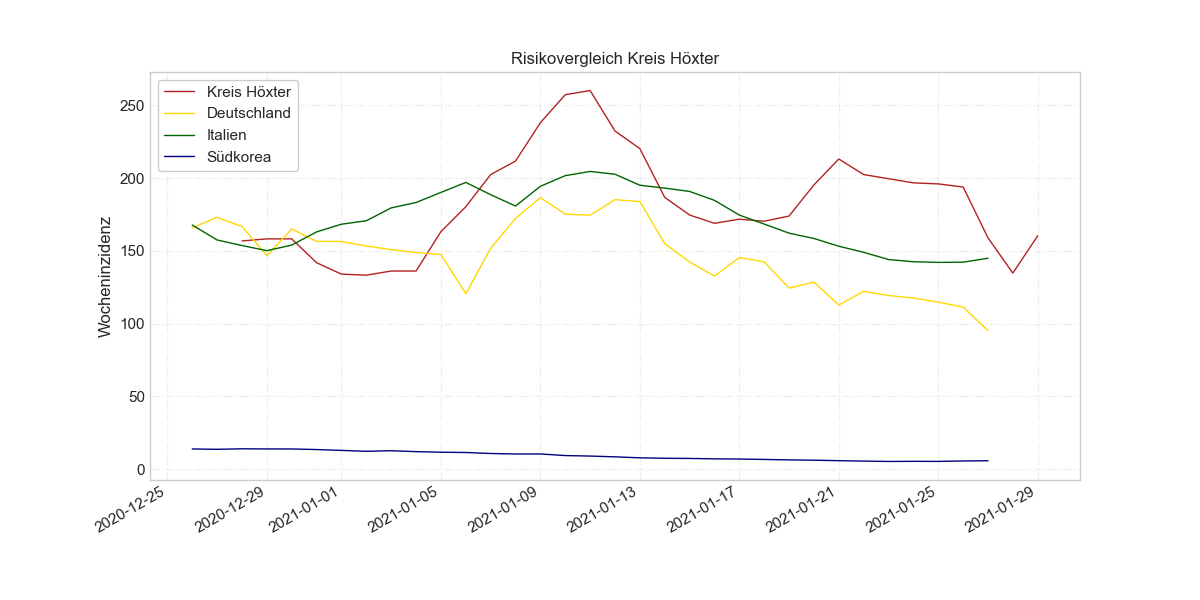 Risikovergleich Kreis Höxter
Kreis Höxter
Deutschland
Italien
Südkorea
Wocheninzidenz
250
200
150
100
50
0
2020-12-25
2020-12-29
2021-01-01
2021-01-05
2021-01-09
2021-01-13
2021-01-17
2021-01-21
2021-01-25
2021-01-29